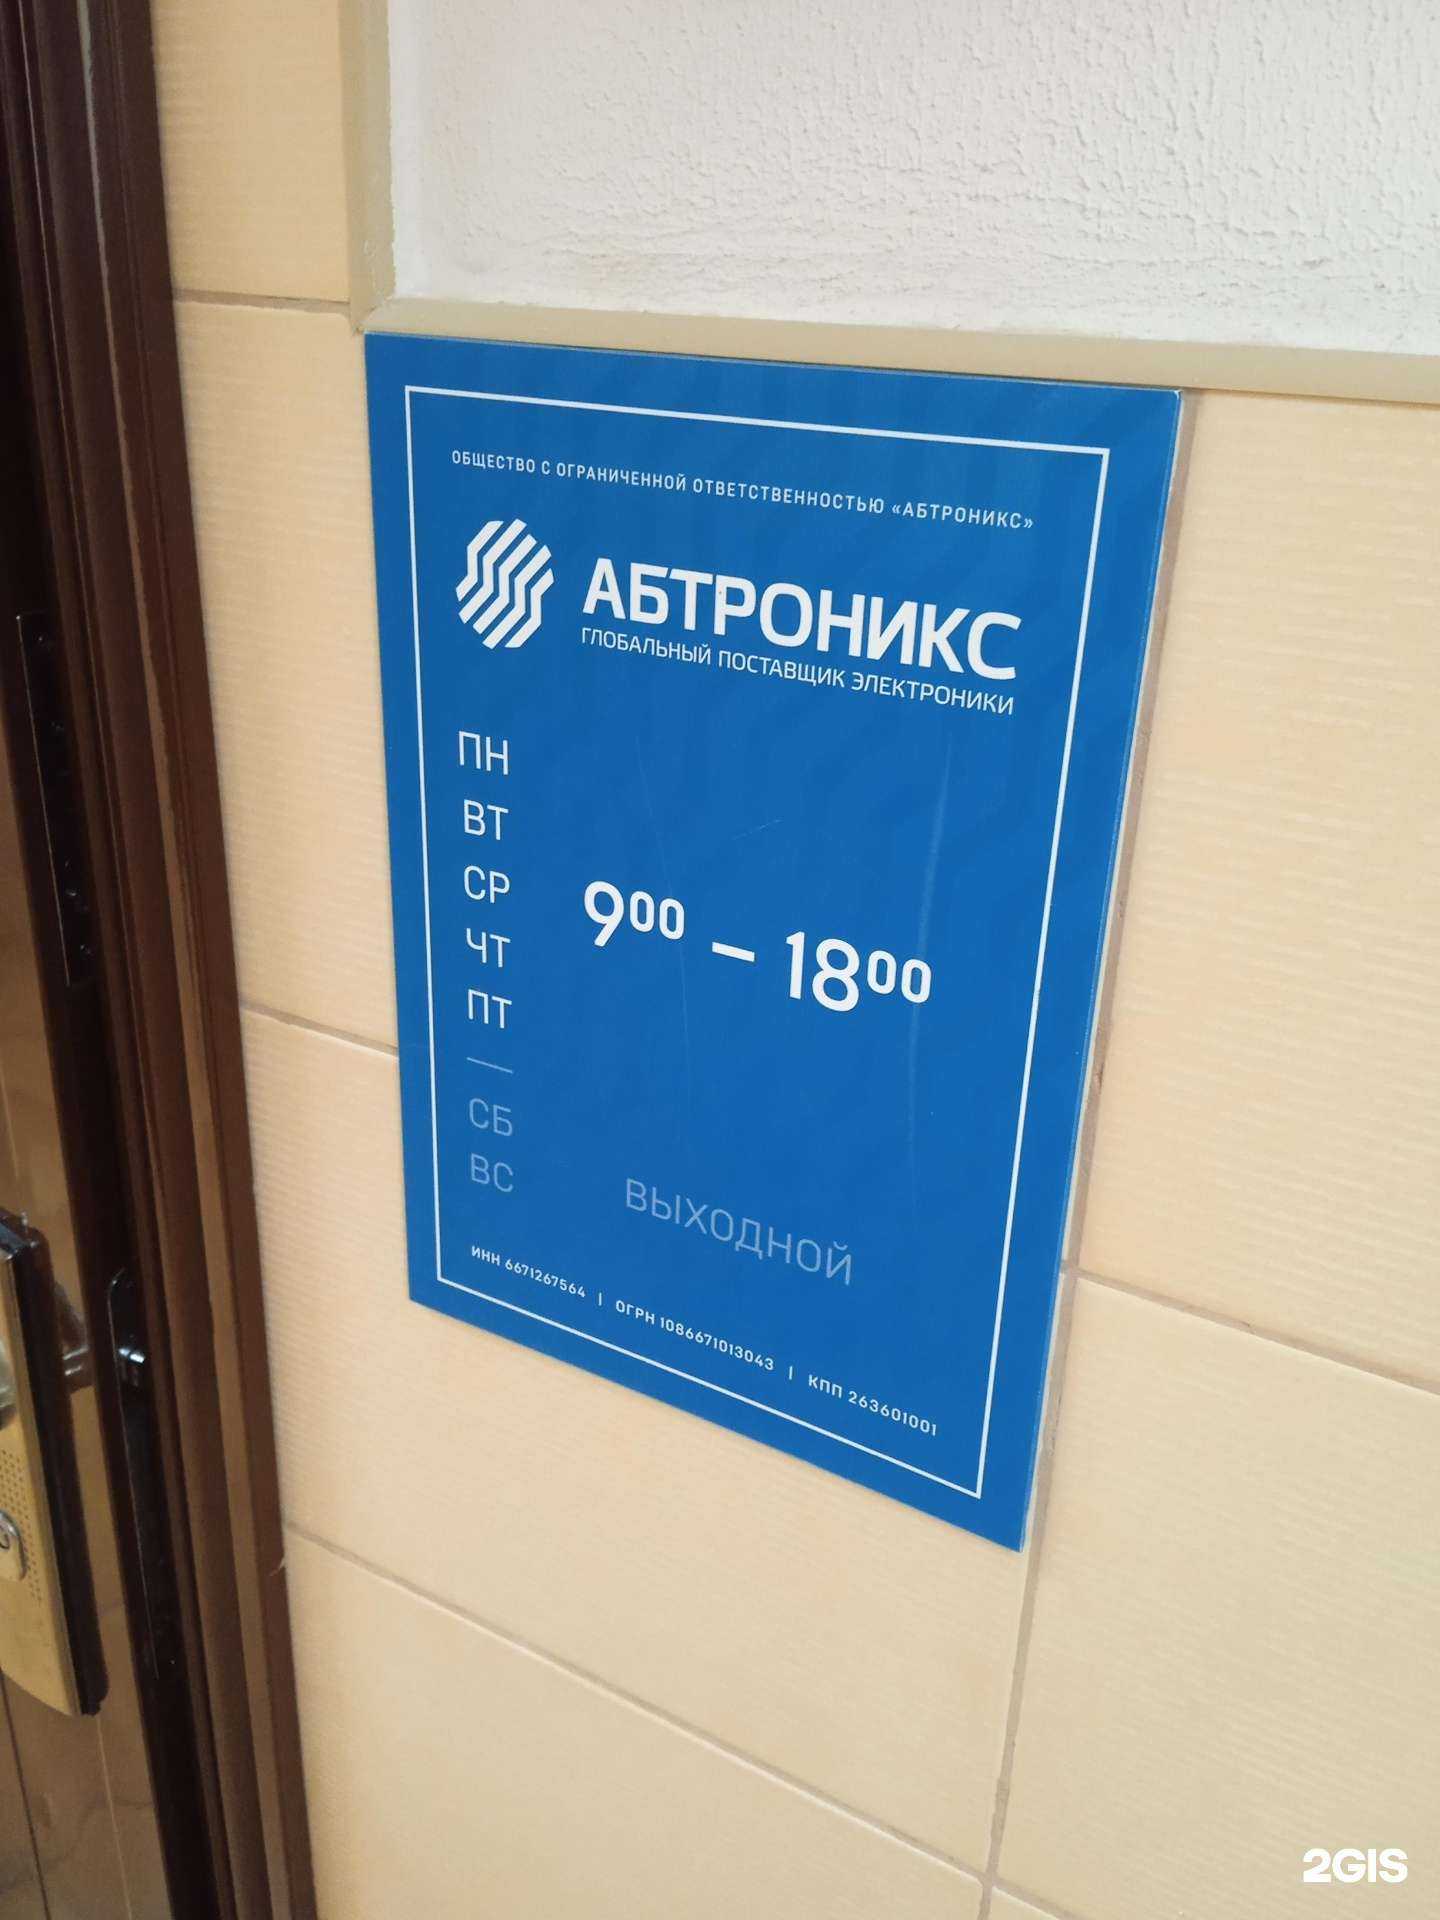 ОБЩЕСТВО С ОГРАНИЧЕННОЙ ОТВЕТСТВЕННОСТЬЮ «АБТРОНИКС»
АБТРОНИКС
ГЛОБАЛЬНЫЙ ПОСТАВЩИК ЭЛЕКТРОНИКИ
ПН
ВТ
СР
ЧТ
ПТ
9⁰⁰ – 18⁰⁰
—
СБ
ВС
ВЫХОДНОЙ
ИНН 6671267564 | ОГРН 1086671013043 | КПП 263601001
2GIS